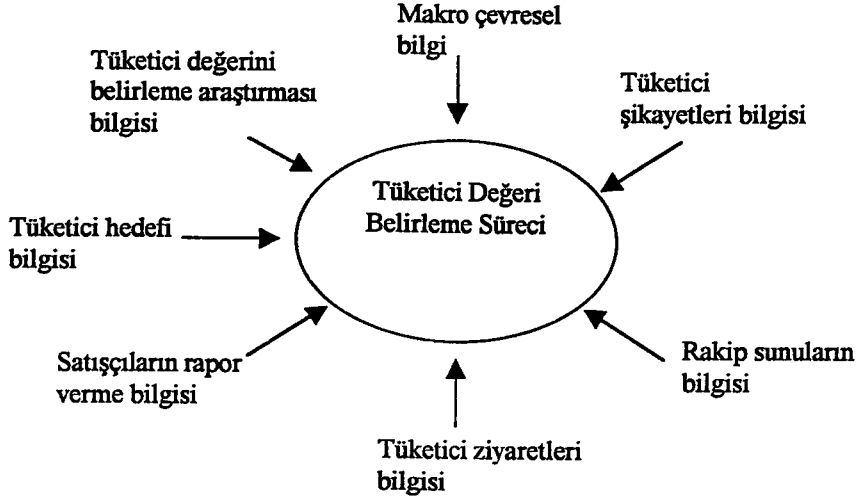 Makro çevresel
bilgi
Tüketici değerini
belirleme araştırması
bilgisi
Tüketici
şikayetleri bilgisi
Tüketici Değeri
Belirleme Süreci
Tüketici hedefi
bilgisi
Satışçıların rapor
verme bilgisi
Rakip sunuların
bilgisi
Tüketici ziyaretleri
bilgisi